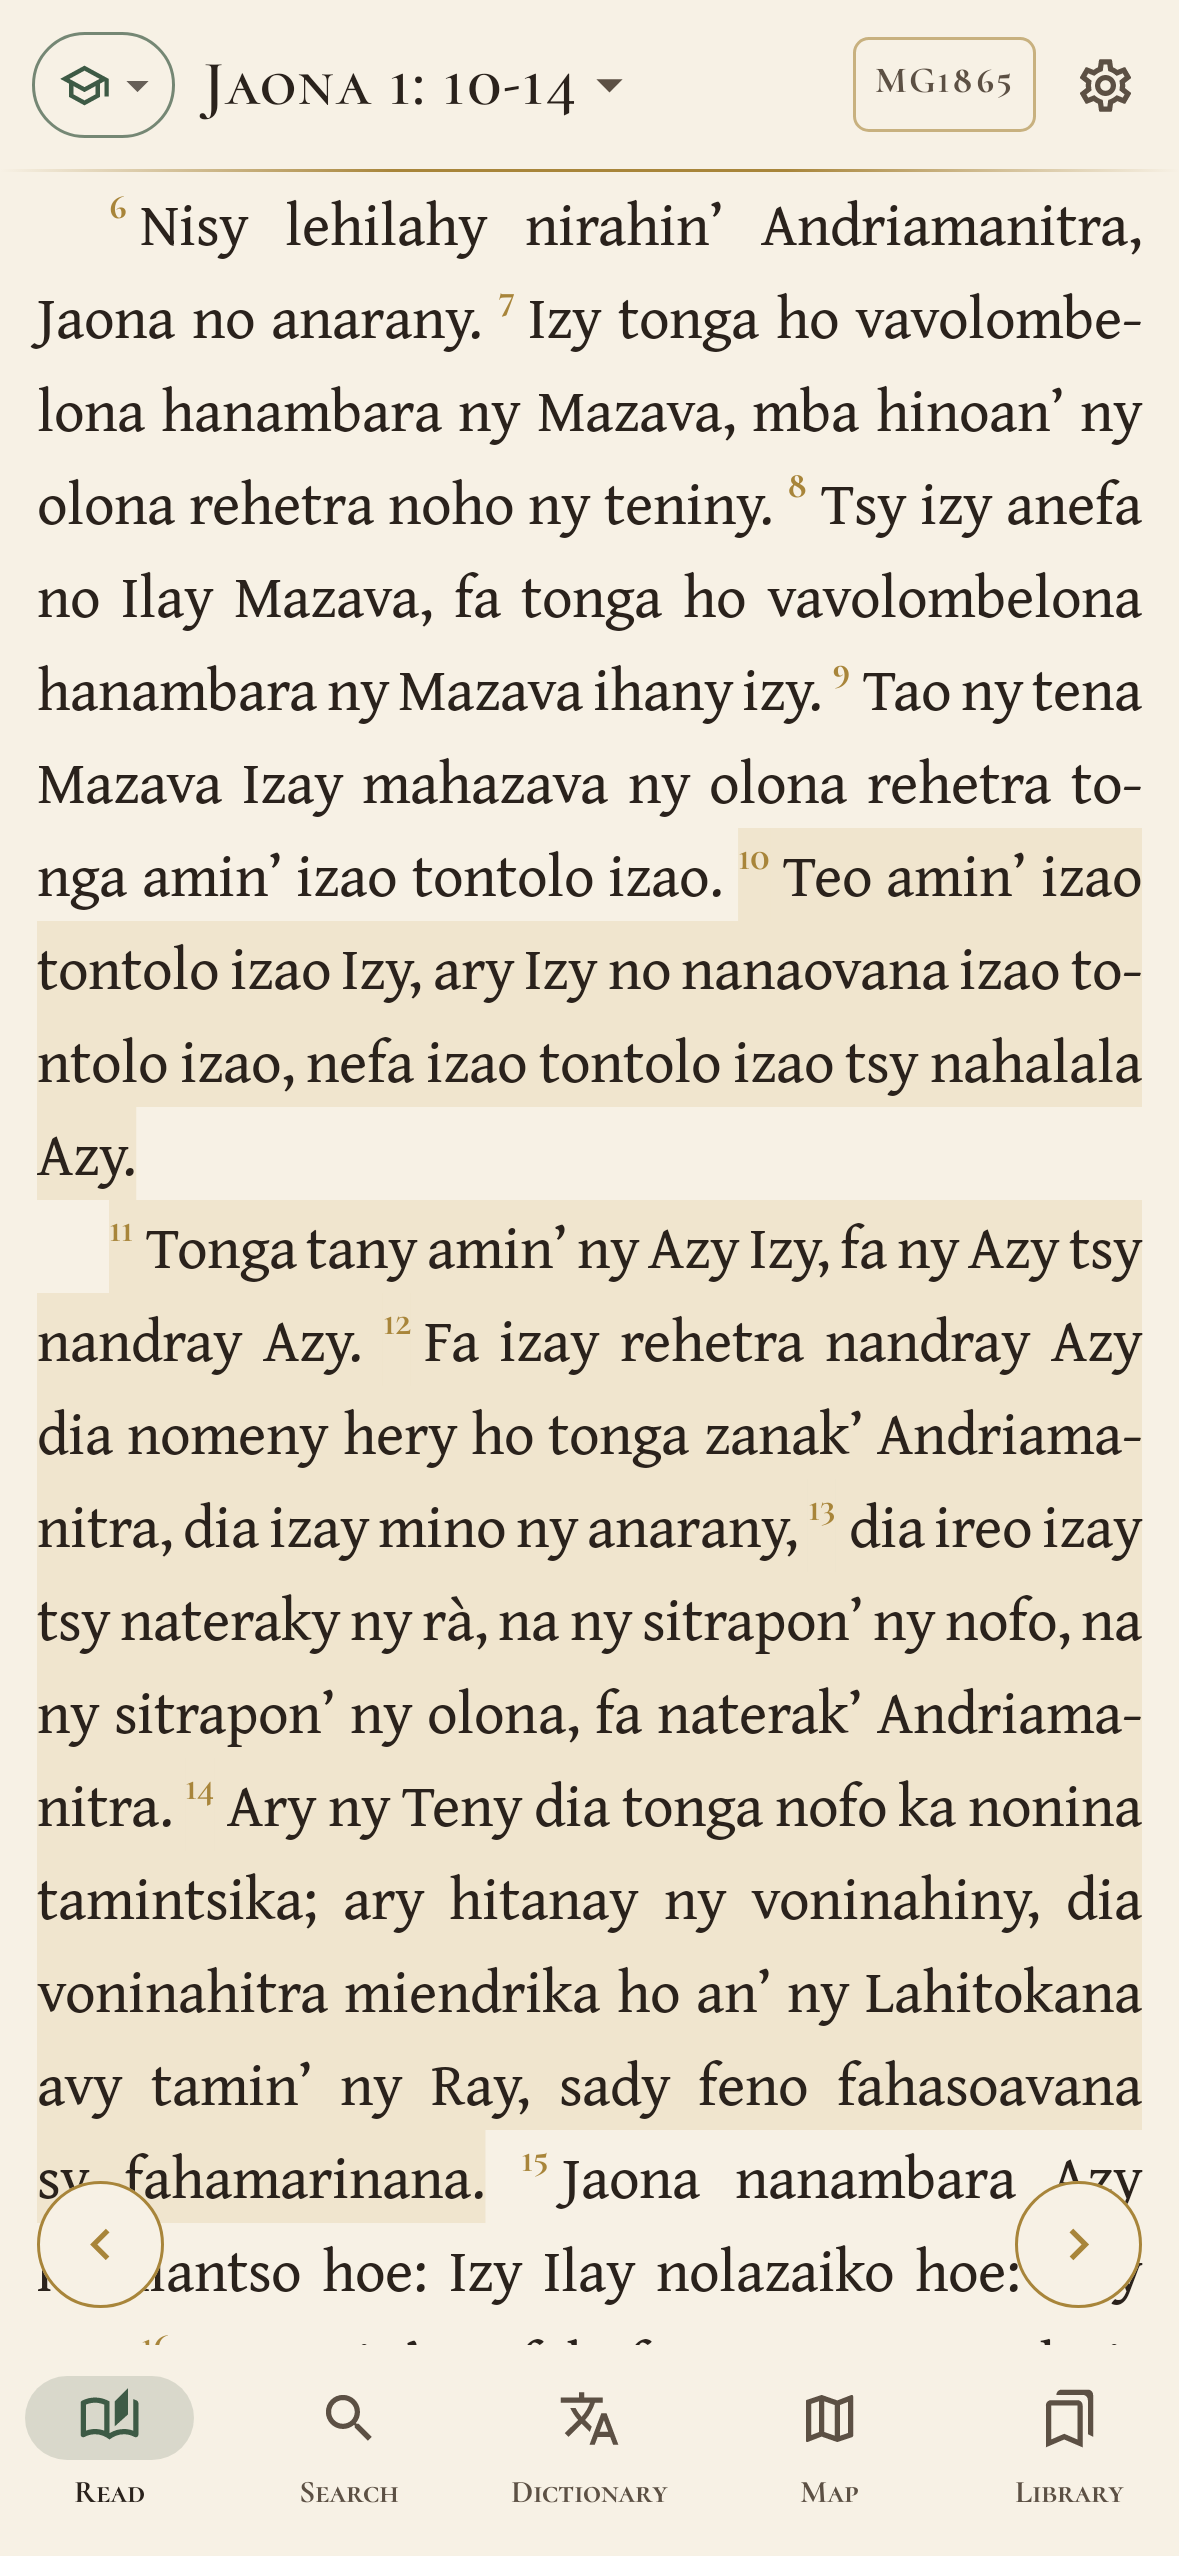 Jaona 1: 10-14
MG1865
6 Nisy lehilahy nirahin’ Andriamanitra,
Jaona no anarany. 7 Izy tonga ho vavolombe-
lona hanambara ny Mazava, mba hinoan’ ny
olona rehetra noho ny teniny. 8 Tsy izy anefa
no Ilay Mazava, fa tonga ho vavolombelona
hanambara ny Mazava ihany izy. 9 Tao ny tena
Mazava Izay mahazava ny olona rehetra to-
nga amin’ izao tontolo izao. 10 Teo amin’ izao
tontolo izao Izy, ary Izy no nanaovana izao to-
ntolo izao, nefa izao tontolo izao tsy nahalala
Azy.
11 Tonga tany amin’ ny Azy Izy, fa ny Azy tsy
nandray Azy. 12 Fa izay rehetra nandray Azy
dia nomeny hery ho tonga zanak’ Andriama-
nitra, dia izay mino ny anarany, 13 dia ireo izay
tsy nateraky ny rà, na ny sitrapon’ ny nofo, na
ny sitrapon’ ny olona, fa naterak’ Andriama-
nitra. 14 Ary ny Teny dia tonga nofo ka nonina
tamintsika; ary hitanay ny voninahiny, dia
voninahitra miendrika ho an’ ny Lahitokana
avy tamin’ ny Ray, sady feno fahasoavana
sy fahamarinana. 15 Jaona nanambara Azy
hoe: Izy Ilay nolazaiko hoe:
Read
Search
Dictionary
Map
Library